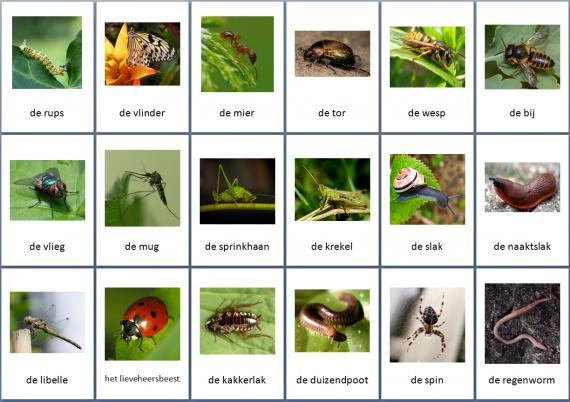 de rups
de vlinder
de mier
de tor
de wesp
de bij
de vlieg
de mug
de sprinkhaan
de krekel
de slak
de naaktslak
de libelle
het lieveheersbeest
de kakkerlak
de duizendpoot
de spin
de regenworm